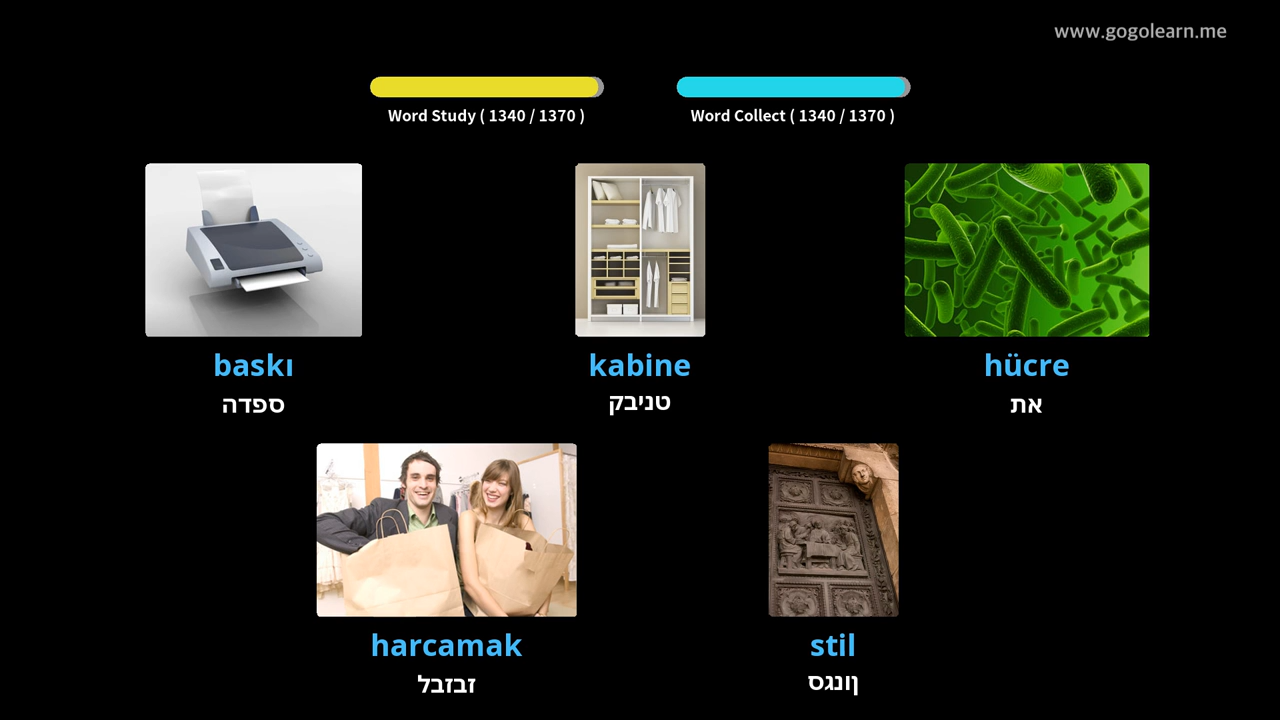 www.gogolearn.me
Word Study ( 1340 / 1370 )
Word Collect ( 1340 / 1370 )
baskı
ספדה
kabine
טניבק
hücre
את
harcamak
זבזבל
stil
ןונגס